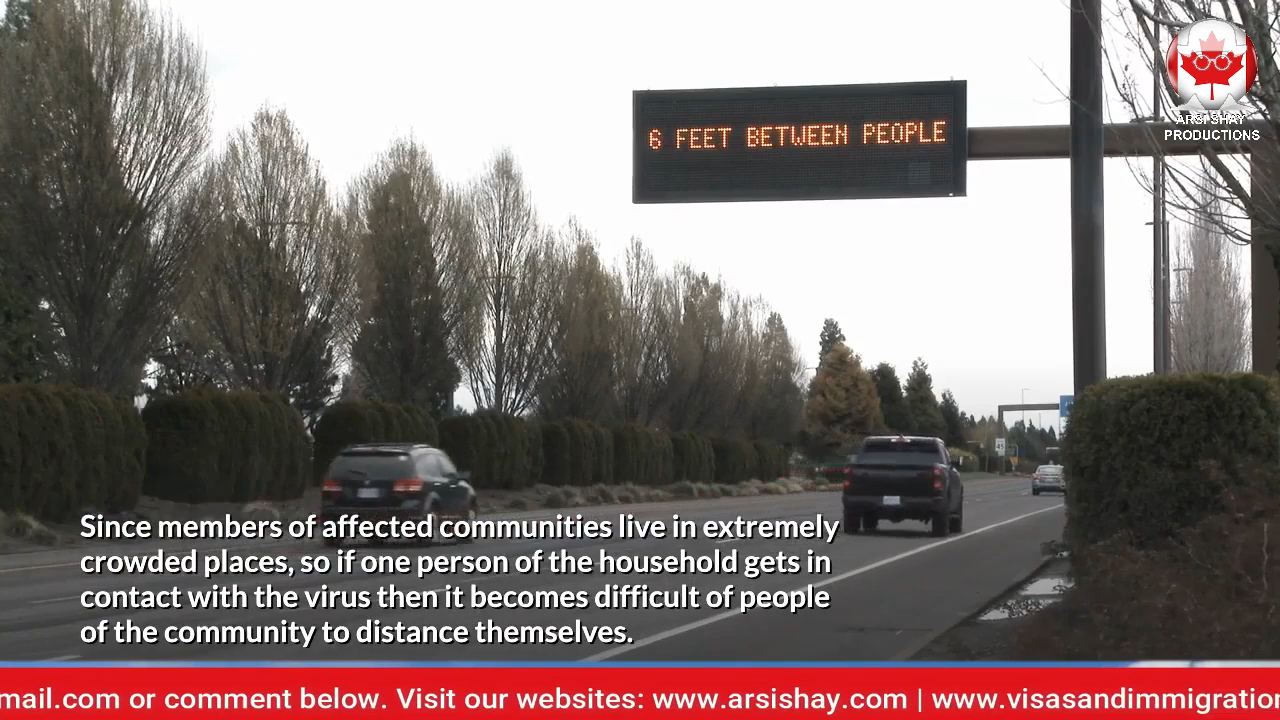 6 FEET BETWEEN PEOPLE
ARSI SHAY
PRODUCTIONS
45
Since members of affected communities live in extremely
crowded places, so if one person of the household gets in
contact with the virus then it becomes difficult of people
of the community to distance themselves.
mail.com or comment below. Visit our websites: www.arsishay.com | www.visasandimmigration